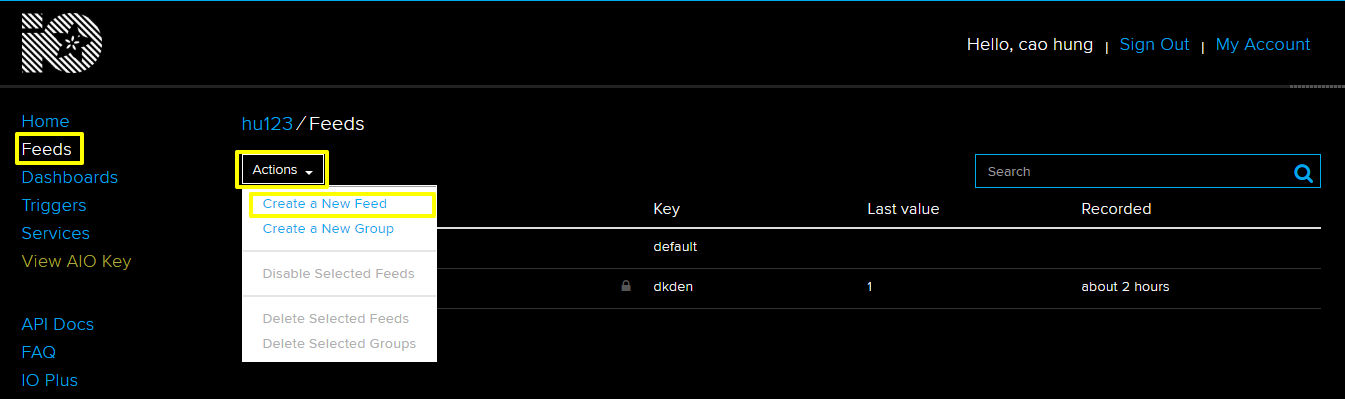 iO
Hello, cao hung | Sign Out | My Account
Home
Feeds
Dashboards
Triggers
Services
View AIO Key
API Docs
FAQ
IO Plus
hu123 / Feeds
Actions
Search
Create a New Feed
Create a New Group
Disable Selected Feeds
Delete Selected Feeds
Delete Selected Groups
Key Last value Recorded
default
dkden 1 about 2 hours